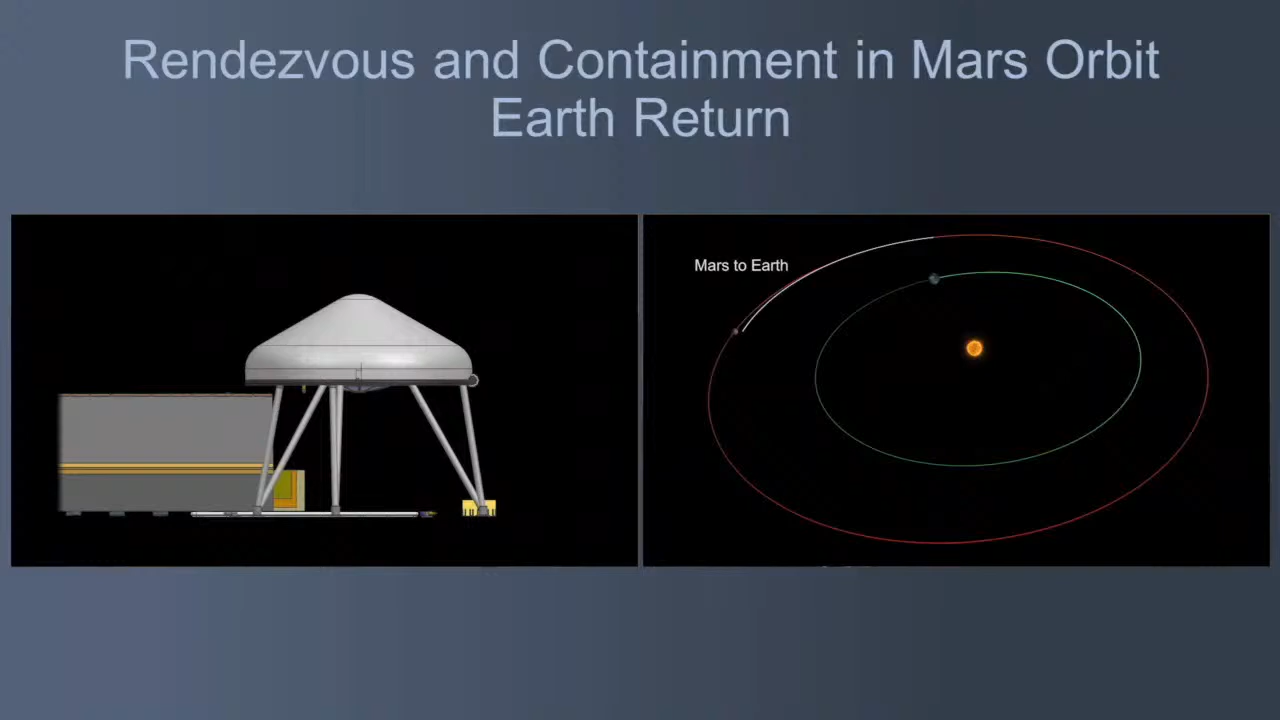 Rendezvous and Containment in Mars Orbit
Earth Return
Mars to Earth